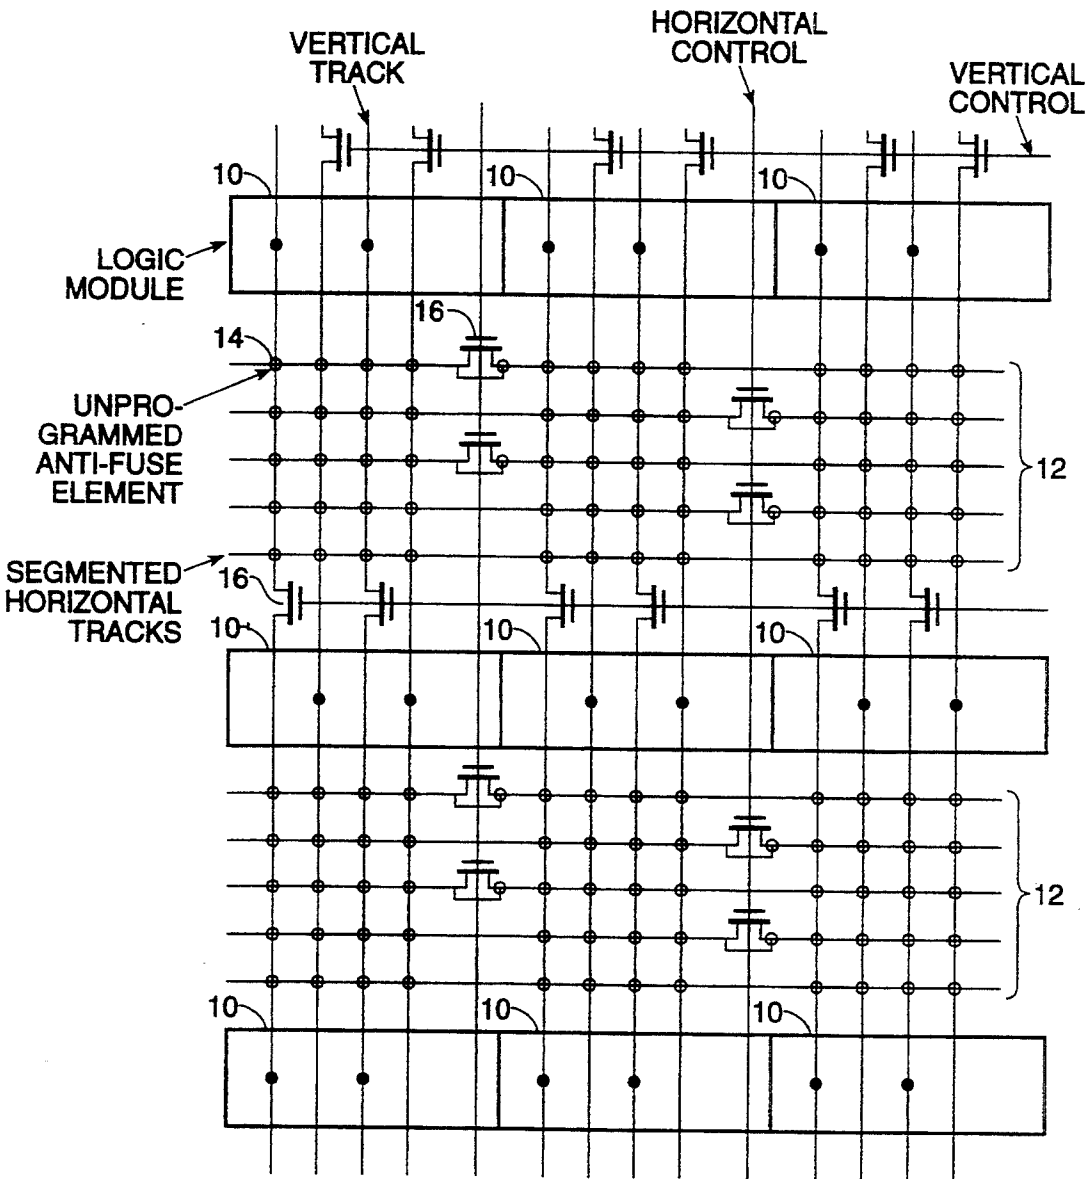 HORIZONTAL
CONTROL
VERTICAL
TRACK
VERTICAL
CONTROL
10
10
10
LOGIC
MODULE
16
14
UNPRO-
GRAMMED
ANTI-FUSE
ELEMENT
12
SEGMENTED
HORIZONTAL
TRACKS
16
10
10
10
12
10
10
10